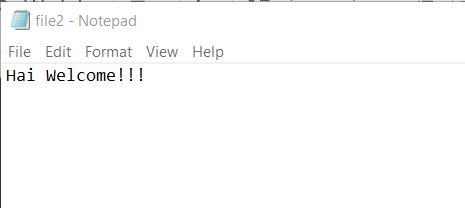 file2 - Notepad
File Edit Format View Help
Hai Welcome!!!